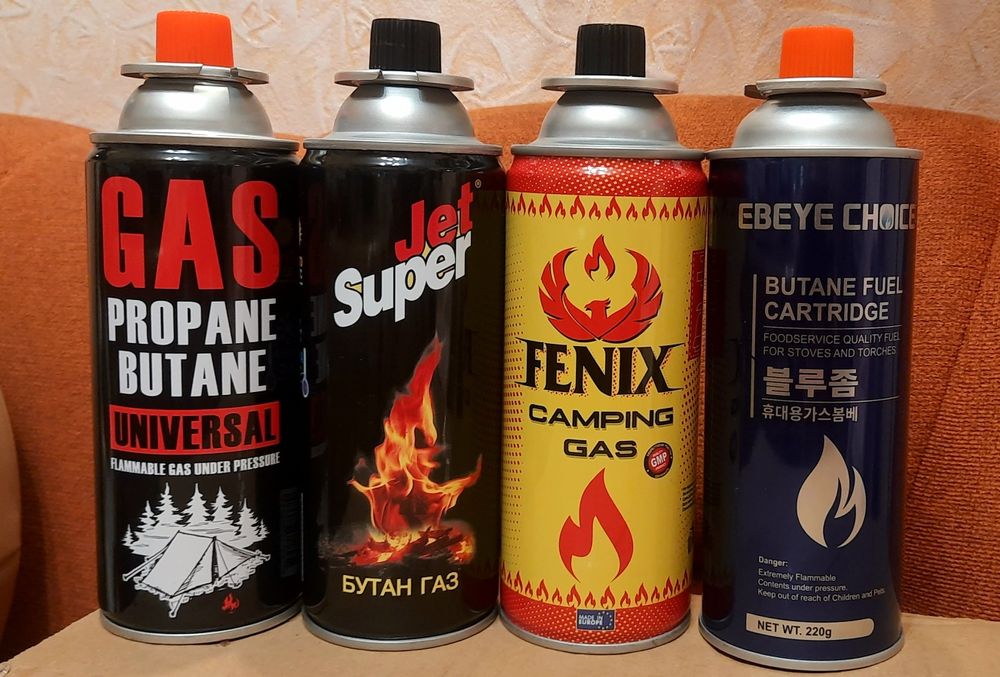 GAS
PROPANE
BUTANE
UNIVERSAL
FLAMMABLE GAS UNDER PRESSURE
Jet®
Super
БУТАН ГАЗ
FENIX
CAMPING
GAS
GMP
MADE IN
EUROPE
EBEYE CHOICE
BUTANE FUEL
CARTRIDGE
FOODSERVICE QUALITY FUEL
FOR STOVES AND TORCHES
블루좀
휴대용가스봄베
Danger:
Extremely Flammable
Contents under pressure.
Keep out of reach of Children and Pets.
NET WT. 220g